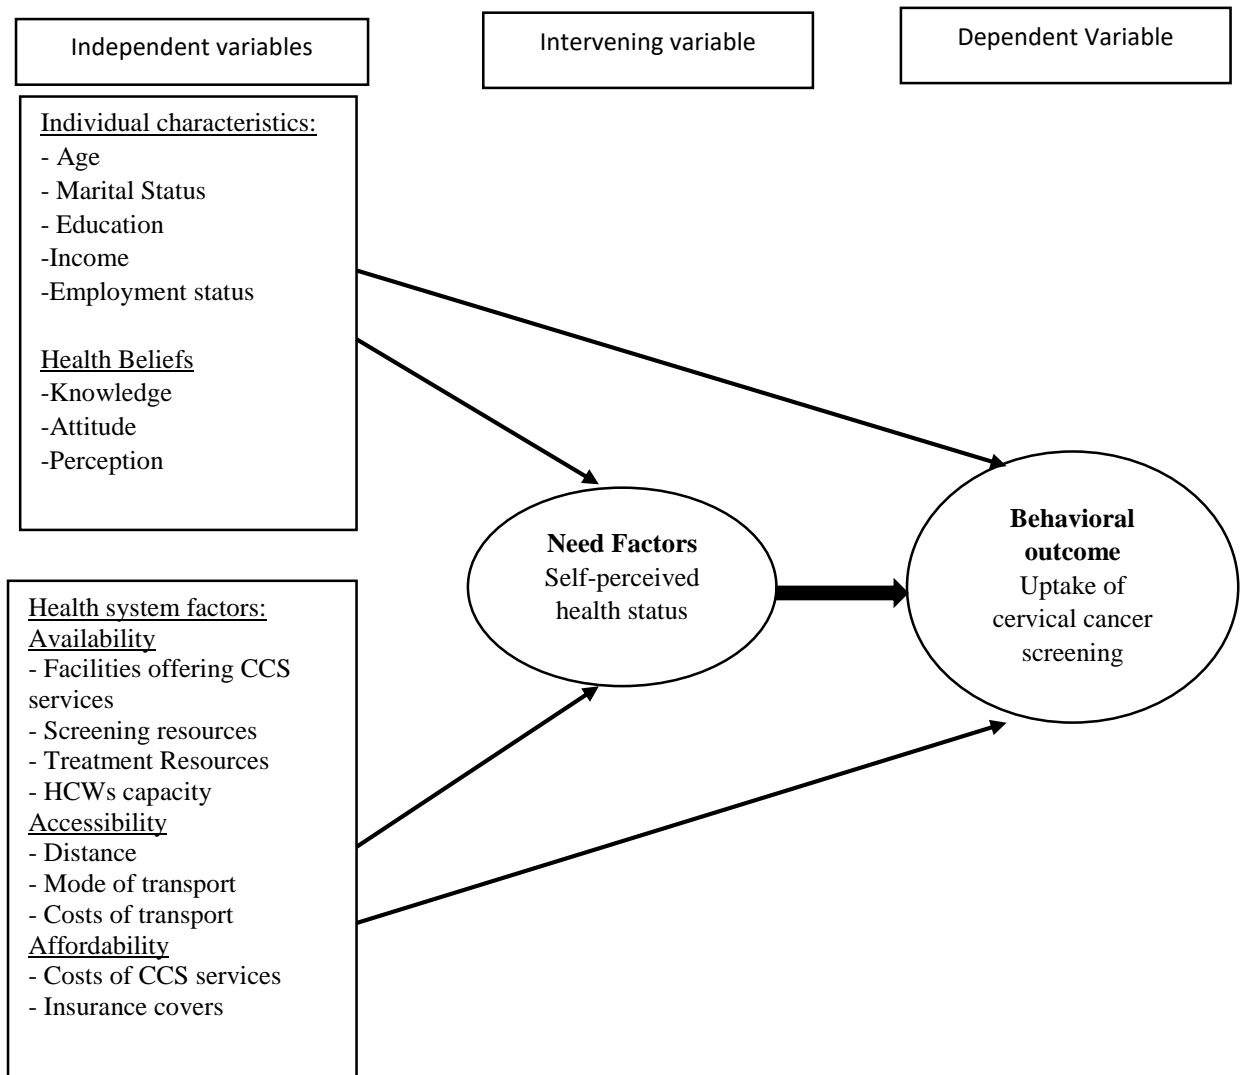 Independent variables
Intervening variable
Dependent Variable
Individual characteristics:
- Age
- Marital Status
- Education
-Income
-Employment status
Health Beliefs
-Knowledge
-Attitude
-Perception
Need Factors
Self-perceived
health status
Behavioral
outcome
Uptake of
cervical cancer
screening
Health system factors:
Availability
- Facilities offering CCS
services
- Screening resources
- Treatment Resources
- HCWs capacity
Accessibility
- Distance
- Mode of transport
- Costs of transport
Affordability
- Costs of CCS services
- Insurance covers